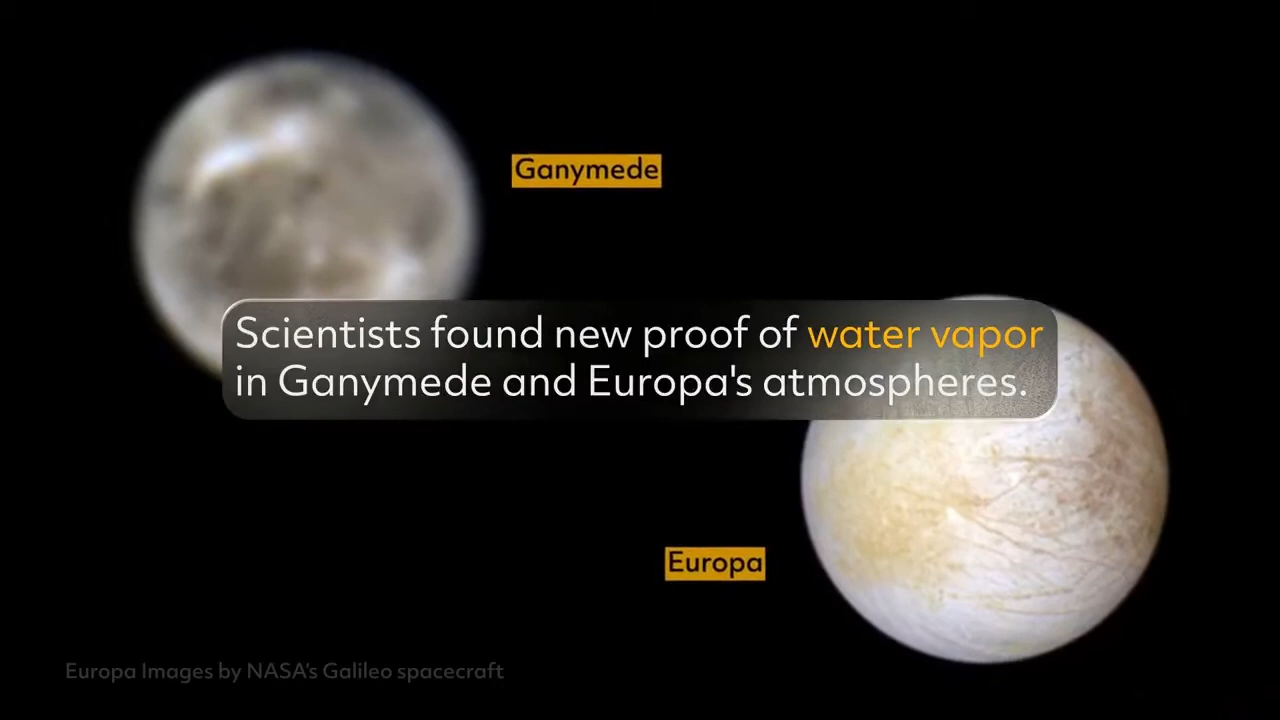 Ganymede
Scientists found new proof of water vapor
in Ganymede and Europa's atmospheres.
Europa
Europa Images by NASA's Galileo spacecraft